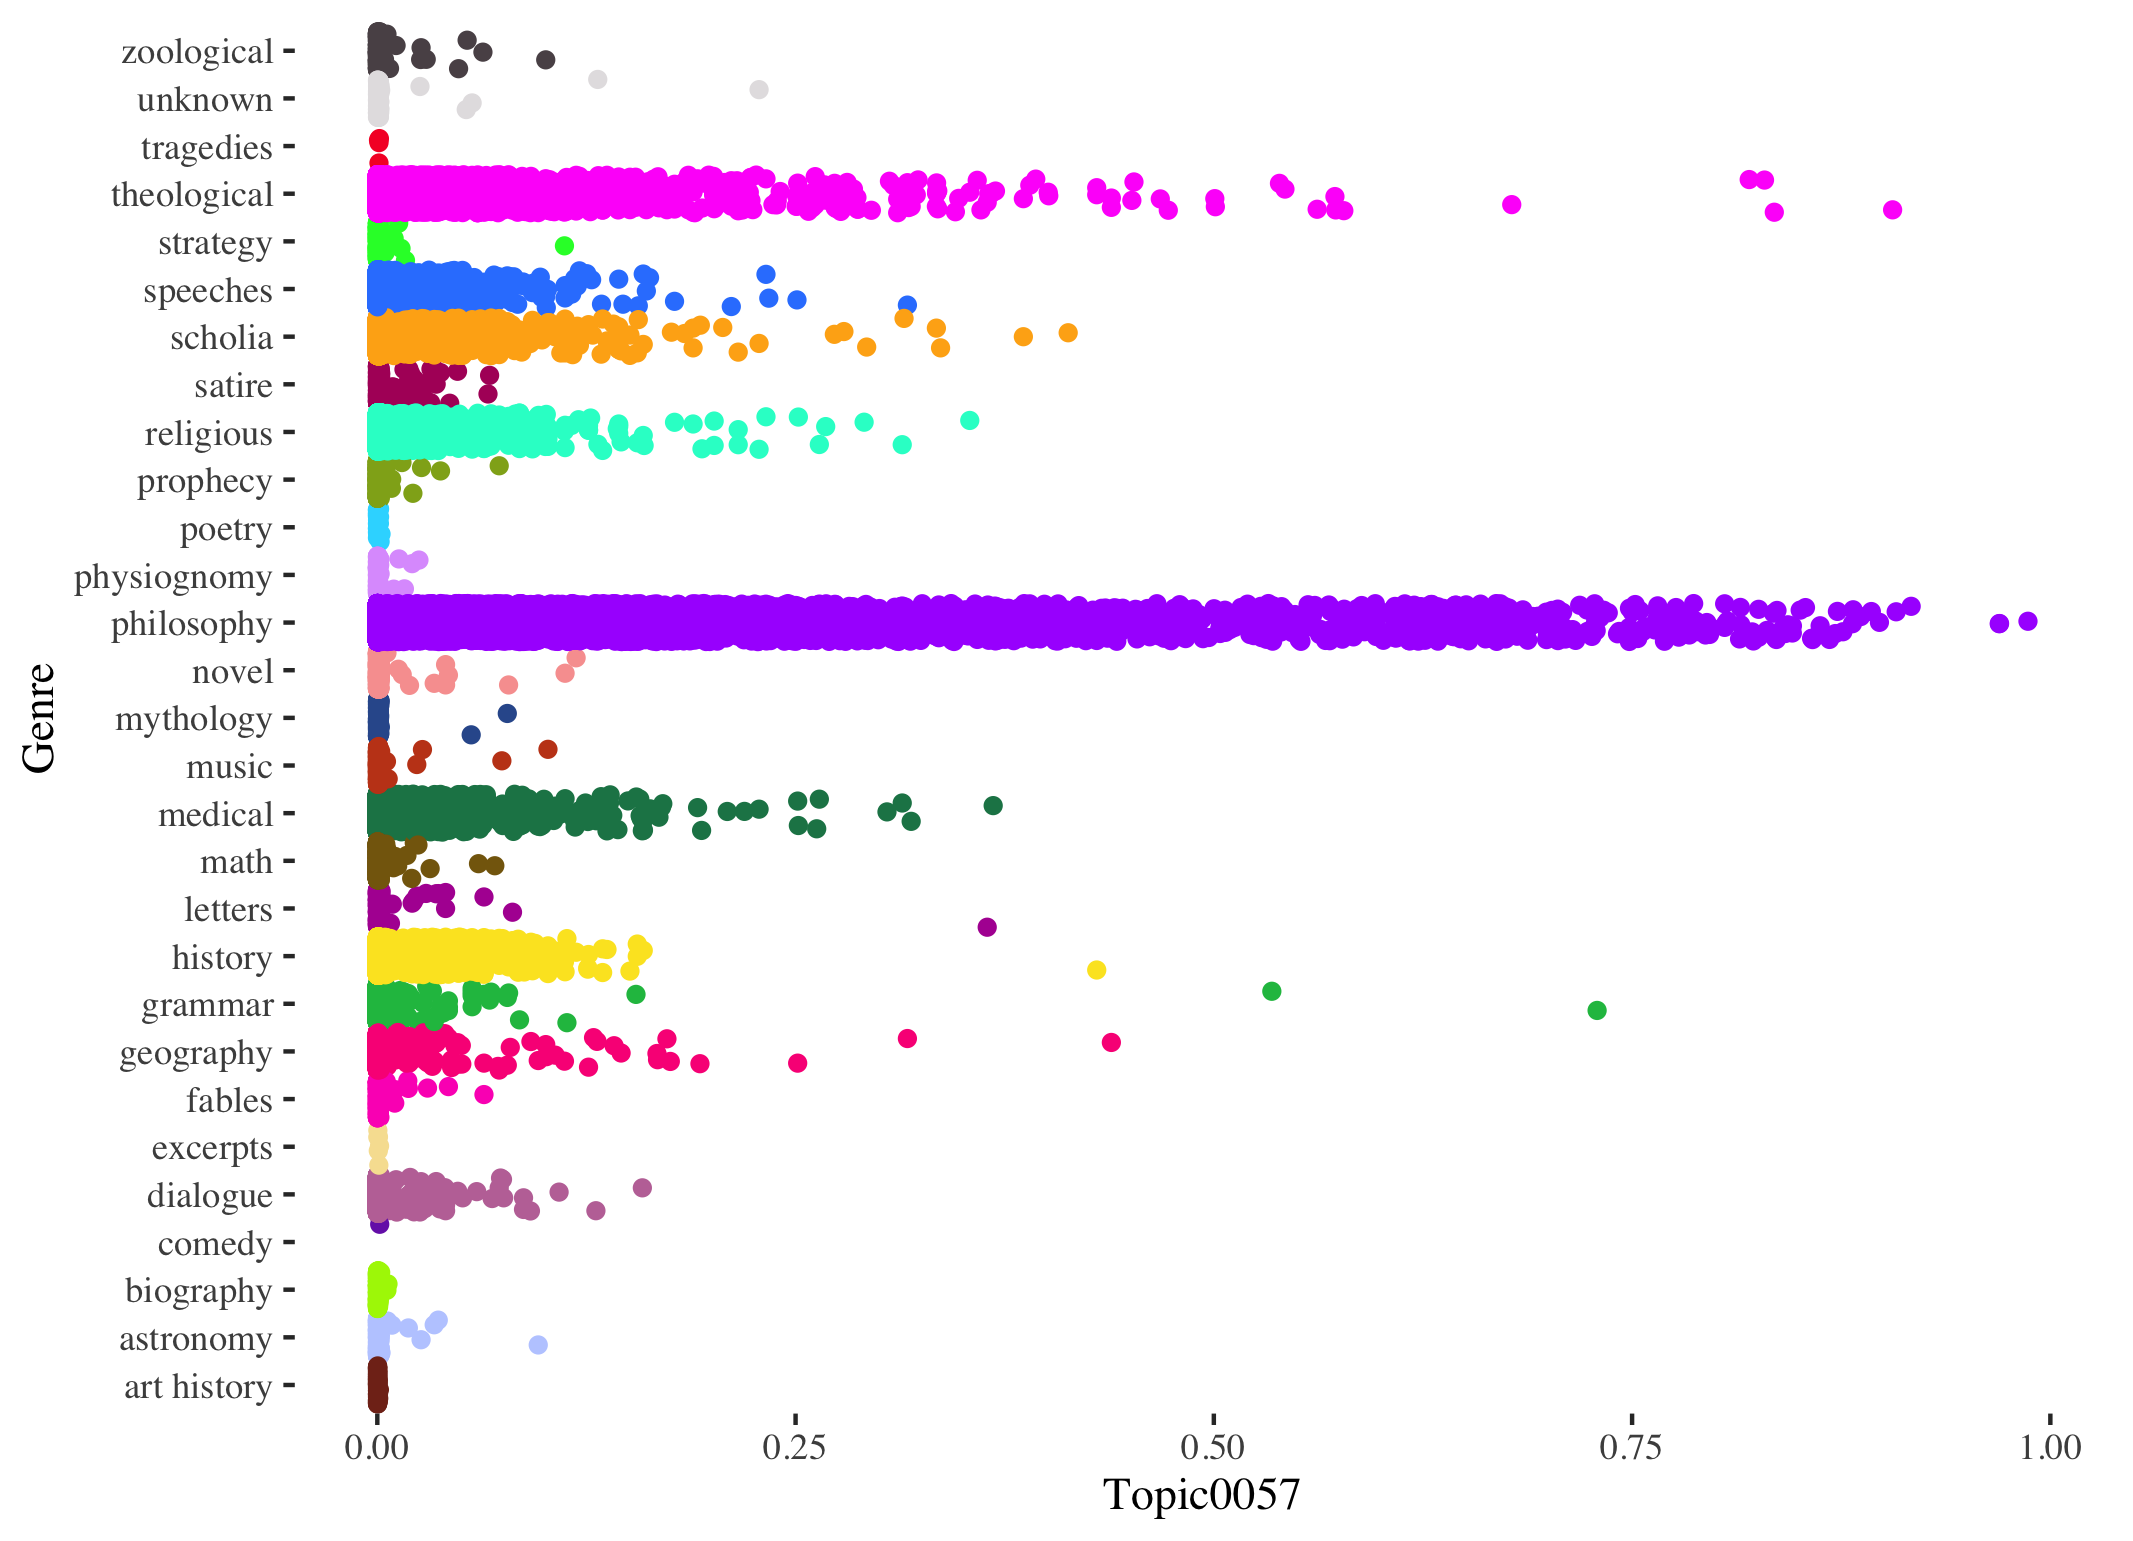 zoological
unknown
tragedies
theological
strategy
speeches
scholia
satire
religious
prophecy
poetry
physiognomy
philosophy
novel
mythology
music
medical
math
letters
history
grammar
geography
fables
excerpts
dialogue
comedy
biography
astronomy
art history
Genre
0.00 0.25 0.50 0.75 1.00
Topic0057